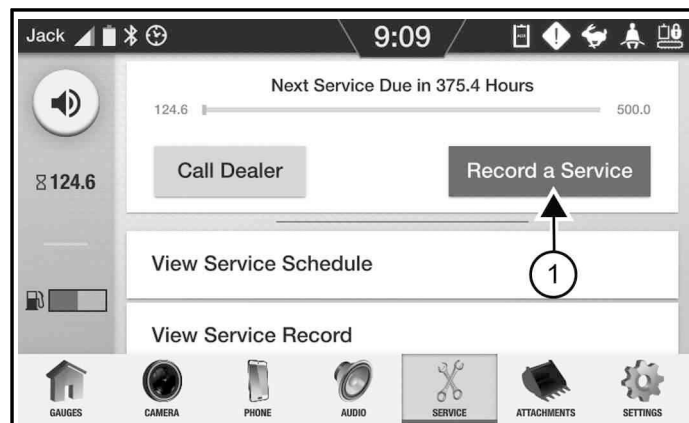 Jack 9:09
Next Service Due in 375.4 Hours
124.6 500.0
Call Dealer Record a Service
124.6
1
View Service Schedule
View Service Record
GAUGES CAMERA PHONE AUDIO SERVICE ATTACHMENTS SETTINGS